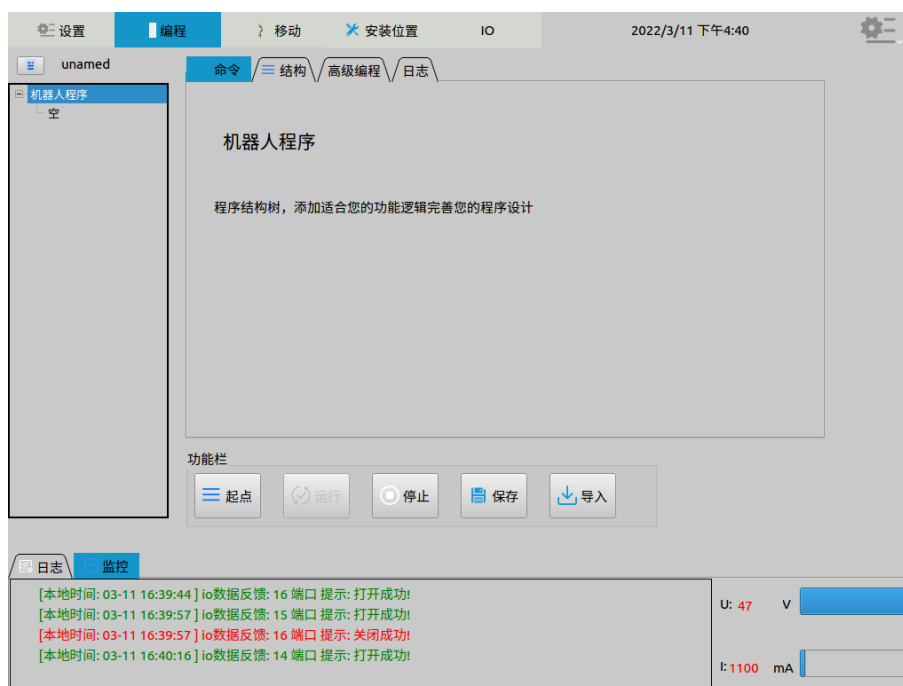 设置 编程 移动 安装位置 IO 2022/3/11 下午4:40
unamed
命令 结构 高级编程 日志
机器人程序
空
机器人程序
程序结构树，添加适合您的功能逻辑完善您的程序设计
功能栏
起点 运行 停止 保存 导入
日志 监控
[本地时间: 03-11 16:39:44 ] io数据反馈: 16 端口 提示: 打开成功!
[本地时间: 03-11 16:39:57 ] io数据反馈: 15 端口 提示: 打开成功!
[本地时间: 03-11 16:39:57 ] io数据反馈: 16 端口 提示: 关闭成功!
[本地时间: 03-11 16:40:16 ] io数据反馈: 14 端口 提示: 打开成功!
U: 47 V
I: 1100 mA